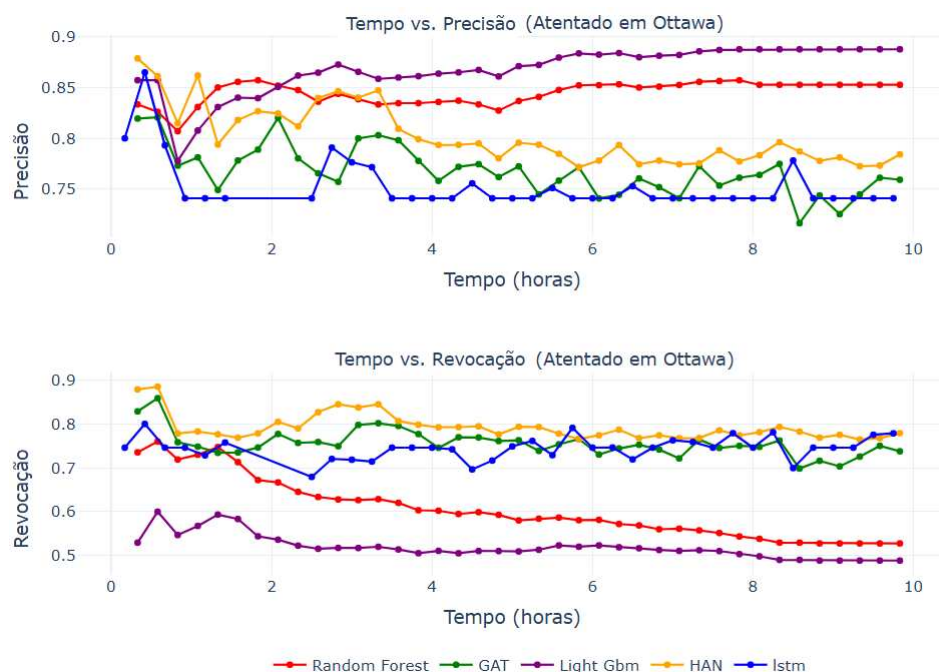 Tempo vs. Precisão (Atentado em Ottawa)
0.9
0.85
0.8
0.75
Precisão
0 2 4 6 8 10
Tempo (horas)
Tempo vs. Revocação (Atentado em Ottawa)
0.9
0.8
0.7
0.6
0.5
Revocação
0 2 4 6 8 10
Tempo (horas)
Random Forest GAT Light Gbm HAN lstm